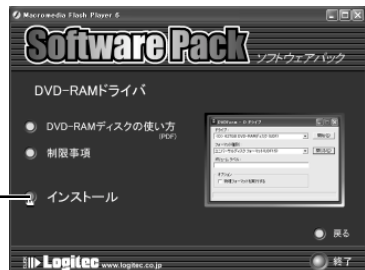 Macromedia Flash Player 6
Software Pack ソフトウェアパック
DVD-RAMドライバ
DVD-RAMディスクの使い方
(PDF)
制限事項
インストール
戻る
Logitec www.logitec.co.jp
終了